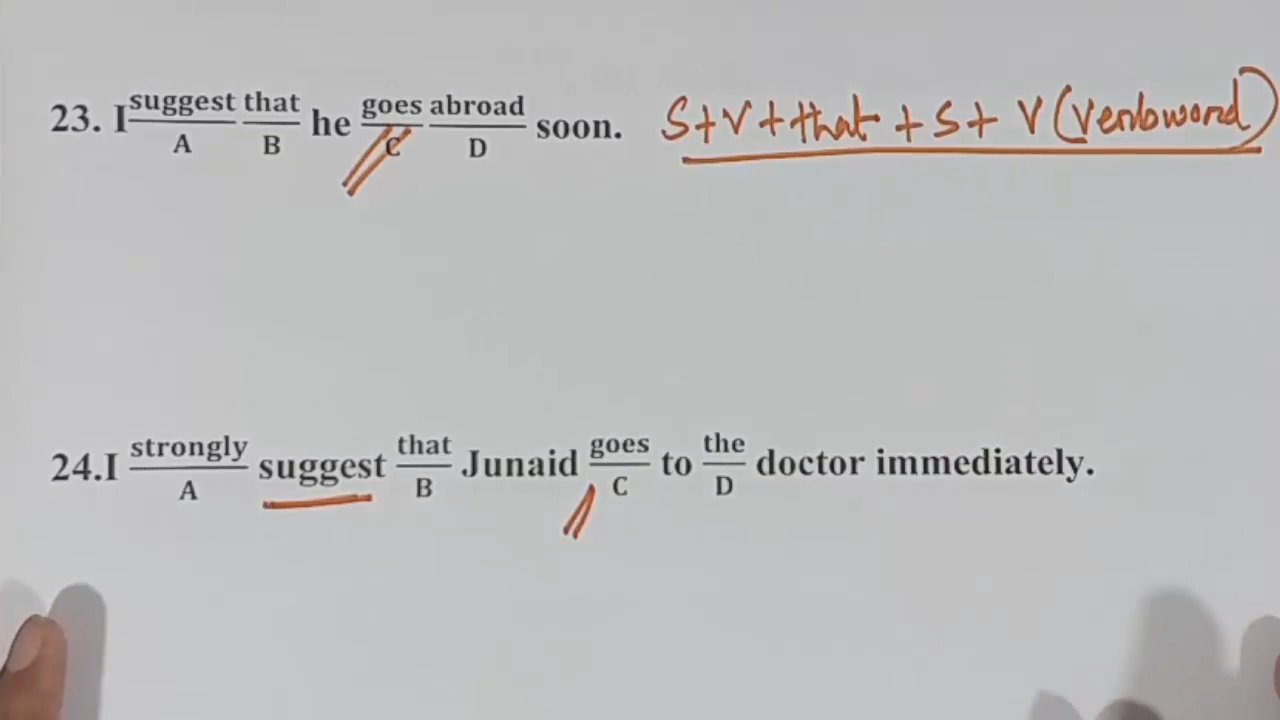 23. I suggest that he goes abroad soon. S+V+that+S+V(verbword)
A B C D
24.I strongly suggest that Junaid goes to the doctor immediately.
A B C D